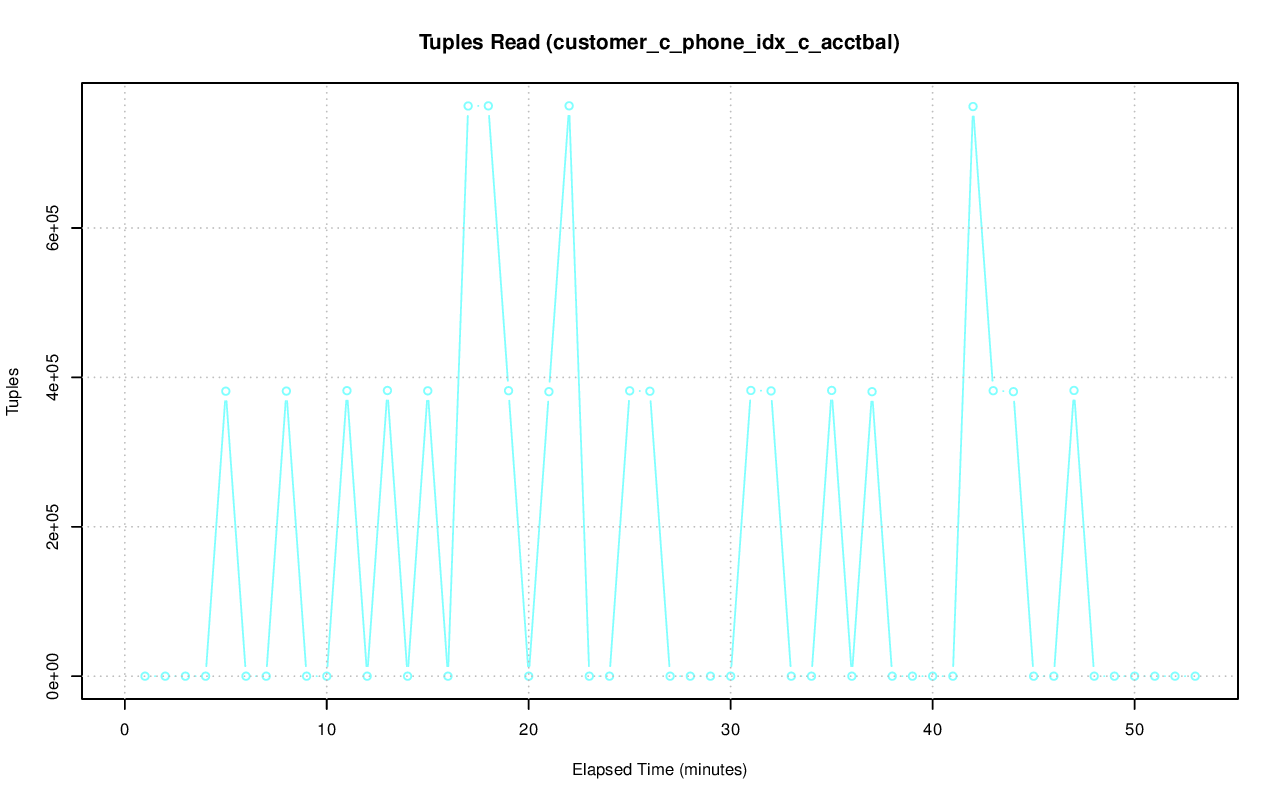 Tuples Read (customer_c_phone_idx_c_acctbal)
Tuples
6e+05
4e+05
2e+05
0e+00
0 10 20 30 40 50
Elapsed Time (minutes)